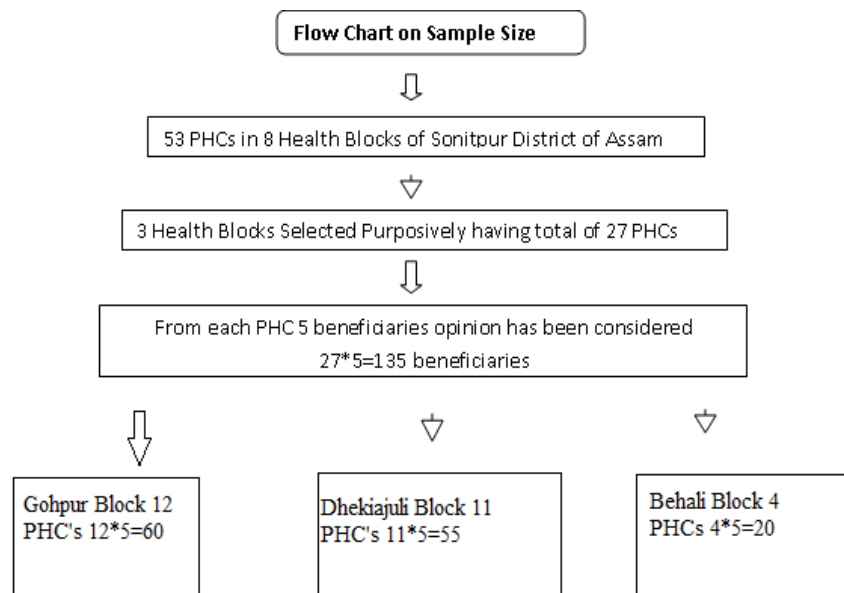 Flow Chart on Sample Size
53 PHCs in 8 Health Blocks of Sonitpur District of Assam
3 Health Blocks Selected Purposively having total of 27 PHCs
From each PHC 5 beneficiaries opinion has been considered
27*5=135 beneficiaries
Gohpur Block 12
PHC's 12*5=60
Dhekiajuli Block 11
PHC's 11*5=55
Behali Block 4
PHCs 4*5=20